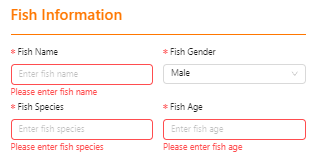 Fish Information
* Fish Name * Fish Gender
Enter fish name Male
Please enter fish name
* Fish Species * Fish Age
Enter fish species Enter fish age
Please enter fish species Please enter fish age